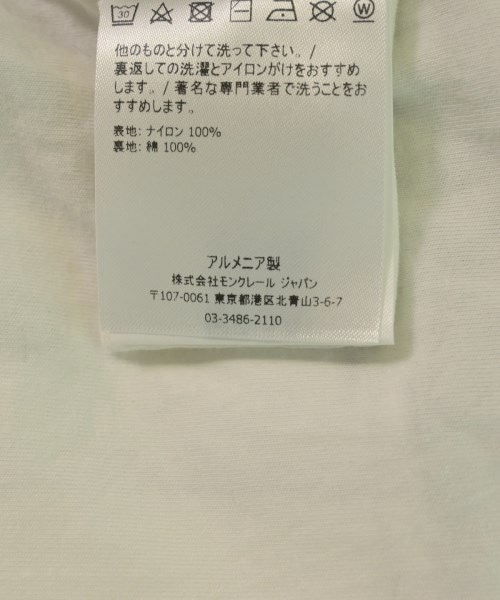 30 W
他のものと分けて洗って下さい。/
裏返しての洗濯とアイロンがけをおすすめ
します。/ 著名な専門業者で洗うことをお
すすめします。
表地: ナイロン 100%
裏地: 綿 100%
アルメニア製
株式会社モンクレール ジャパン
〒107-0061 東京都港区北青山3-6-7
03-3486-2110